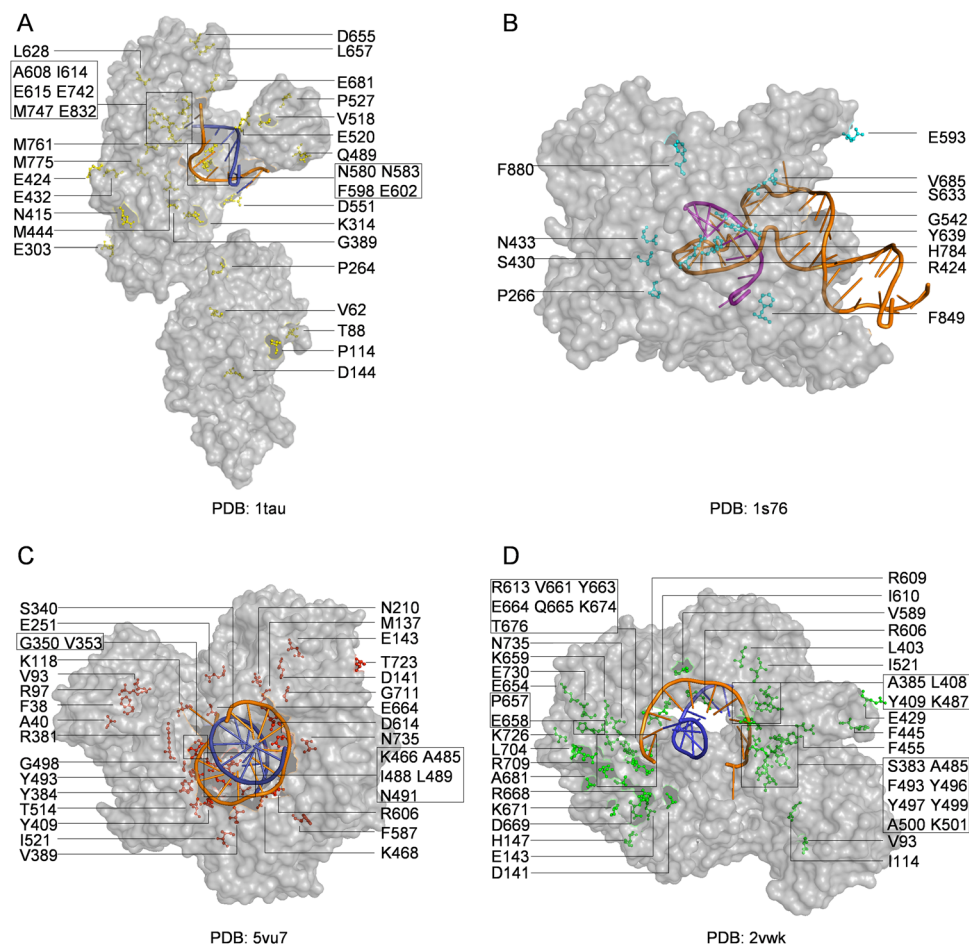 A
L628
A608 I614
E615 E742
M747 E832
M761
M775
E424
E432
N415
M444
E303
D655
L657
E681
P527
V518
E520
Q489
N580 N583
F598 E602
D551
K314
G389
P264
V62
T88
P114
D144
PDB: 1tau
B
F880
N433
S430
P266
E593
V685
S633
G542
Y639
H784
R424
F849
PDB: 1s76
C
S340
E251
G350 V353
K118
V93
R97
F38
A40
R381
G498
Y493
Y384
T514
Y409
I521
V389
N210
M137
E143
T723
D141
G711
E664
D614
N735
K466 A485
I488 L489
N491
R606
F587
K468
PDB: 5vu7
D
R613 V661 Y663
E664 Q665 K674
T676
N735
K659
E730
E654
P657
E658
K726
L704
R709
A681
R668
K671
D669
H147
E143
D141
R609
I610
V589
R606
L403
I521
A385 L408
Y409 K487
E429
F445
F455
S383 A485
F493 Y496
Y497 Y499
A500 K501
V93
I114
PDB: 2vwk